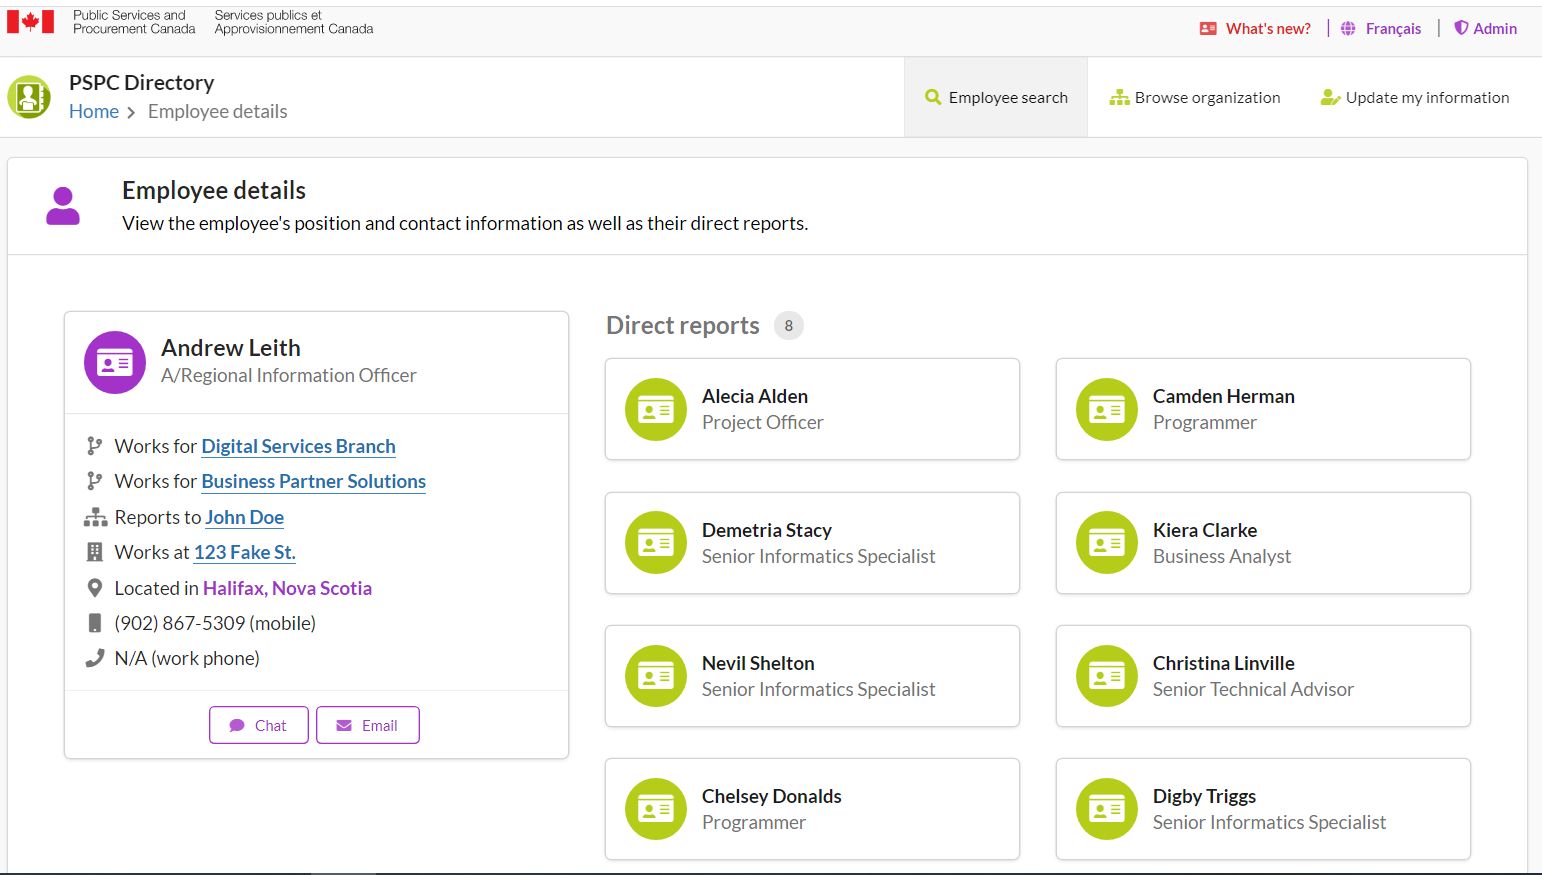 Public Services and
Procurement Canada
Services publics et
Approvisionnement Canada
What's new?
Français
Admin
PSPC Directory
Home
Employee details
Employee search
Browse organization
Update my information
Employee details
View the employee's position and contact information as well as their direct reports.
Andrew Leith
A/Regional Information Officer
Works for Digital Services Branch
Works for Business Partner Solutions
Reports to John Doe
Works at 123 Fake St.
Located in Halifax, Nova Scotia
(902) 867-5309 (mobile)
N/A (work phone)
Chat
Email
Direct reports 8
Alecia Alden
Project Officer
Camden Herman
Programmer
Demetria Stacy
Senior Informatics Specialist
Kiera Clarke
Business Analyst
Nevil Shelton
Senior Informatics Specialist
Christina Linville
Senior Technical Advisor
Chelsey Donalds
Programmer
Digby Triggs
Senior Informatics Specialist